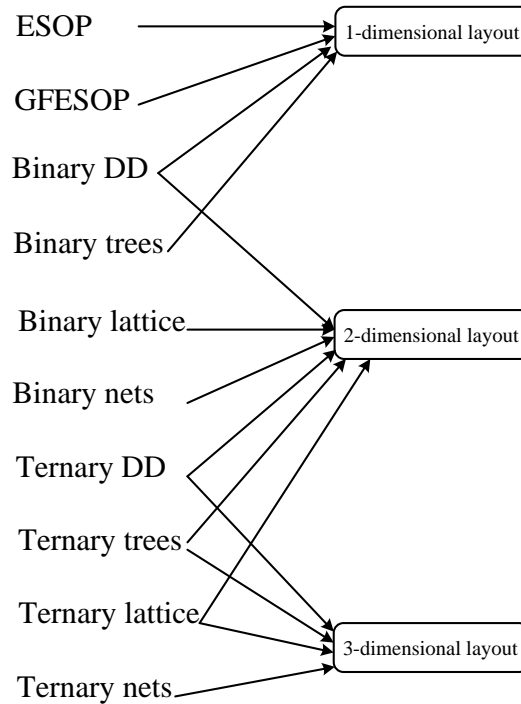 ESOP
1-dimensional layout
GFESOP
Binary DD
Binary trees
Binary lattice
2-dimensional layout
Binary nets
Ternary DD
Ternary trees
Ternary lattice
3-dimensional layout
Ternary nets